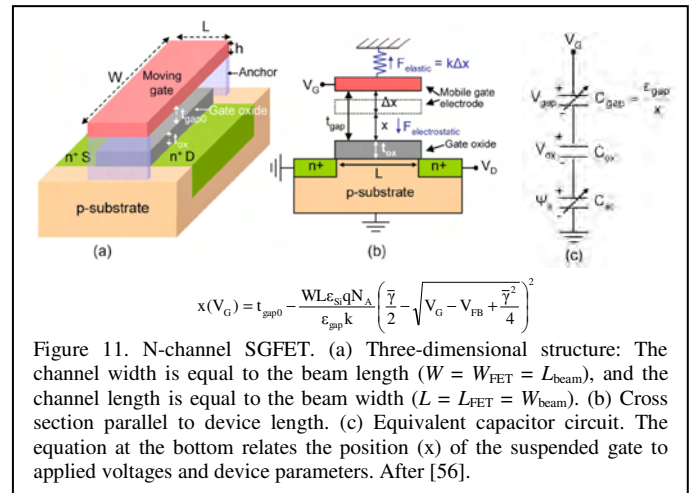 L
h
W
Moving
gate
Anchor
Gate oxide
t_gap0
t_ox
n+ S
n+ D
p-substrate
(a)
F_elastic = kΔx
V_G
Mobile gate
electrode
Δx
t_gap
x
F_electrostatic
Gate oxide
t_ox
n+
L
n+
V_D
p-substrate
(b)
V_G
+
V_gap
C_gap = ε_gap / x
-
+
V_ox
C_ox
-
+
Ψ_s
C_sc
-
(c)
x(V_G) = t_gap0 − (WLε_Si qN_A / ε_gap k) (γ̄/2 − √(V_G − V_FB + γ̄²/4))²
Figure 11. N-channel SGFET. (a) Three-dimensional structure: The
channel width is equal to the beam length (W = W_FET = L_beam), and the
channel length is equal to the beam width (L = L_FET = W_beam). (b) Cross
section parallel to device length. (c) Equivalent capacitor circuit. The
equation at the bottom relates the position (x) of the suspended gate to
applied voltages and device parameters. After [56].